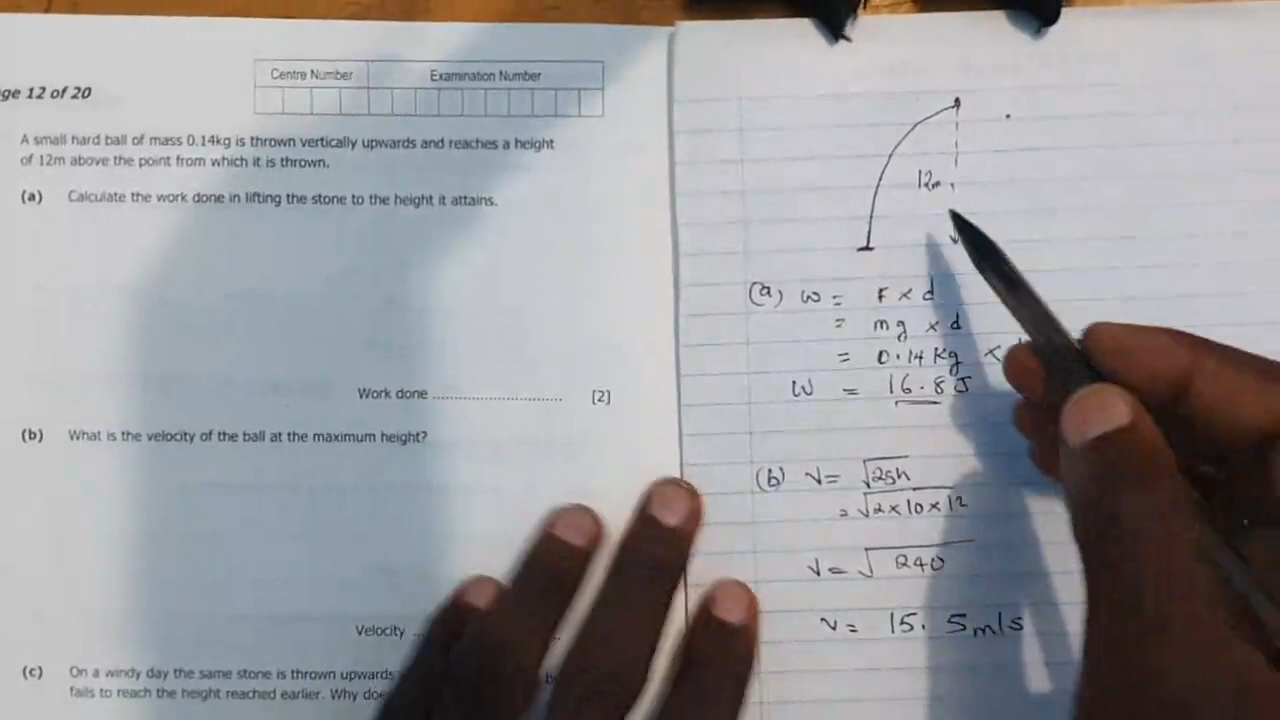 Centre Number Examination Number
ge 12 of 20
A small hard ball of mass 0.14kg is thrown vertically upwards and reaches a height
of 12m above the point from which it is thrown.
(a) Calculate the work done in lifting the stone to the height it attains.
Work done ............................. [2]
(b) What is the velocity of the ball at the maximum height?
Velocity ...
(c) On a windy day the same stone is thrown upwards
fails to reach the height reached earlier. Why
12m
(a) W = F × d
= mg × d
= 0.14 kg ×
W = 16.8 J
(b) V = √2gh
= √2×10×12
V = √240
V = 15.5m/s